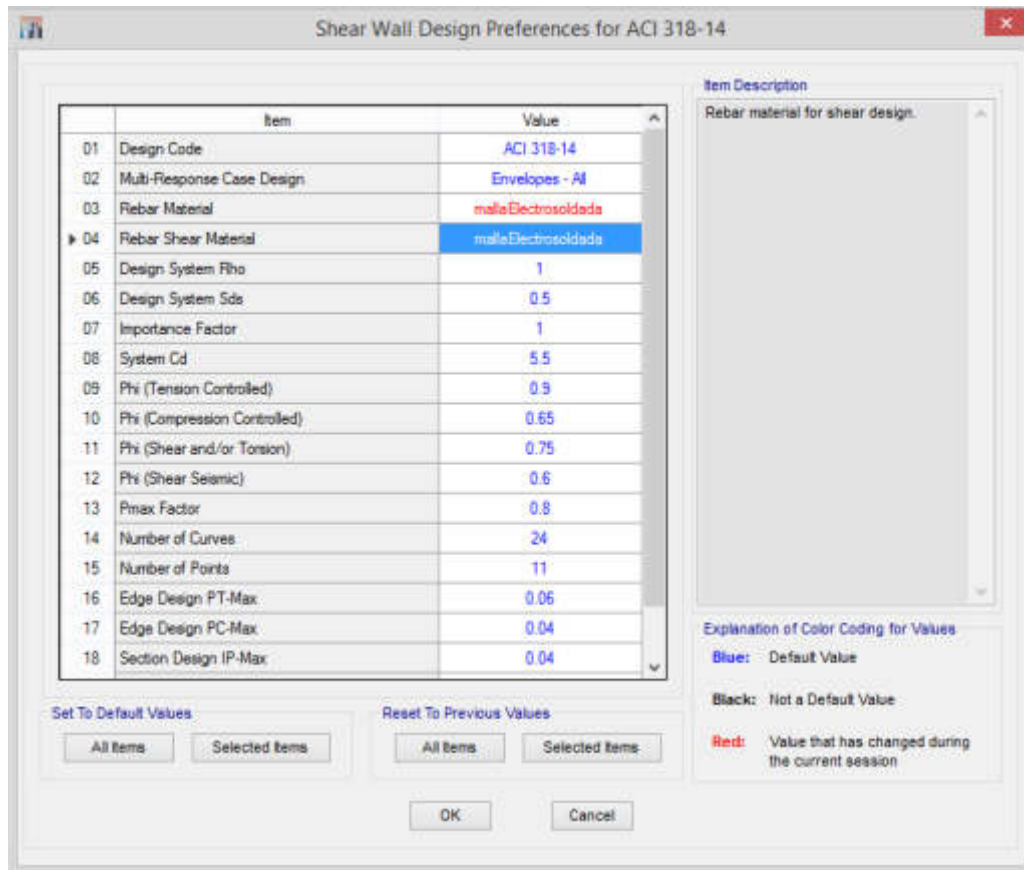 Shear Wall Design Preferences for ACI 318-14
Item Value
01 Design Code ACI 318-14
02 Multi-Response Case Design Envelopes - All
03 Rebar Material mallaElectrosoldada
04 Rebar Shear Material mallaElectrosoldada
05 Design System Rho 1
06 Design System Sds 0.5
07 Importance Factor 1
08 System Cd 5.5
09 Phi (Tension Controlled) 0.9
10 Phi (Compression Controlled) 0.65
11 Phi (Shear and/or Torsion) 0.75
12 Phi (Shear Seismic) 0.6
13 Pmax Factor 0.8
14 Number of Curves 24
15 Number of Points 11
16 Edge Design PT-Max 0.06
17 Edge Design PC-Max 0.04
18 Section Design IP-Max 0.04
Item Description
Rebar material for shear design.
Explanation of Color Coding for Values
Blue: Default Value
Black: Not a Default Value
Red: Value that has changed during
the current session
Set To Default Values
All Items Selected Items
Reset To Previous Values
All Items Selected Items
OK Cancel